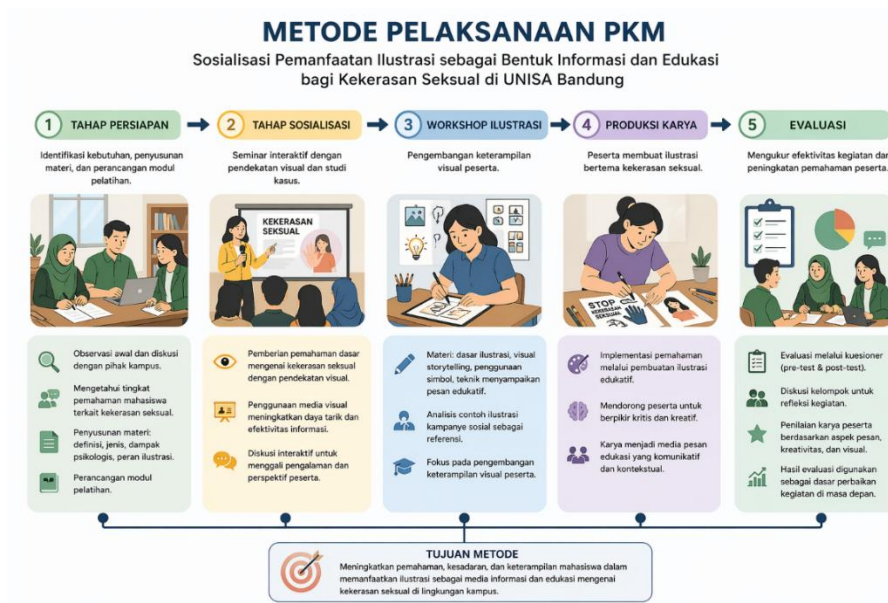 METODE PELAKSANAAN PKM
Sosialisasi Pemanfaatan Ilustrasi sebagai Bentuk Informasi dan Edukasi
bagi Kekerasan Seksual di UNISA Bandung
1 TAHAP PERSIAPAN
Identifikasi kebutuhan, penyusunan
materi, dan perancangan modul
pelatihan.
Observasi awal dan diskusi
dengan pihak kampus.
Mengetahui tingkat
pemahaman mahasiswa
terkait kekerasan seksual.
Penyusunan materi:
definisi, jenis, dampak
psikologis, peran ilustrasi.
Perancangan modul
pelatihan.
2 TAHAP SOSIALISASI
Seminar interaktif dengan
pendekatan visual dan studi
kasus.
KEKERASAN
SEKSUAL
Pemberian pemahaman dasar
mengenai kekerasan seksual
dengan pendekatan visual.
Penggunaan media visual
meningkatkan daya tarik dan
efektivitas informasi.
Diskusi interaktif untuk
menggali pengalaman dan
perspektif peserta.
3 WORKSHOP ILUSTRASI
Pengembangan keterampilan
visual peserta.
Materi: dasar ilustrasi, visual
storytelling, penggunaan
simbol, teknik menyampaikan
pesan edukatif.
Analisis contoh ilustrasi
kampanye sosial sebagai
referensi.
Fokus pada pengembangan
keterampilan visual peserta.
4 PRODUKSI KARYA
Peserta membuat ilustrasi
bertema kekerasan seksual.
STOP
KEKERASAN
SEKSUAL
Implementasi pemahaman
melalui pembuatan ilustrasi
edukatif.
Mendorong peserta untuk
berpikir kritis dan kreatif.
Karya menjadi media pesan
edukasi yang komunikatif
dan kontekstual.
5 EVALUASI
Mengukur efektivitas kegiatan dan
peningkatan pemahaman peserta.
Evaluasi melalui kuesioner
(pre-test & post-test).
Diskusi kelompok untuk
refleksi kegiatan.
Penilaian karya peserta
berdasarkan aspek pesan,
kreativitas, dan visual.
Hasil evaluasi digunakan
sebagai dasar perbaikan
kegiatan di masa depan.
TUJUAN METODE
Meningkatkan pemahaman, kesadaran, dan keterampilan mahasiswa dalam
memanfaatkan ilustrasi sebagai media informasi dan edukasi mengenai
kekerasan seksual di lingkungan kampus.